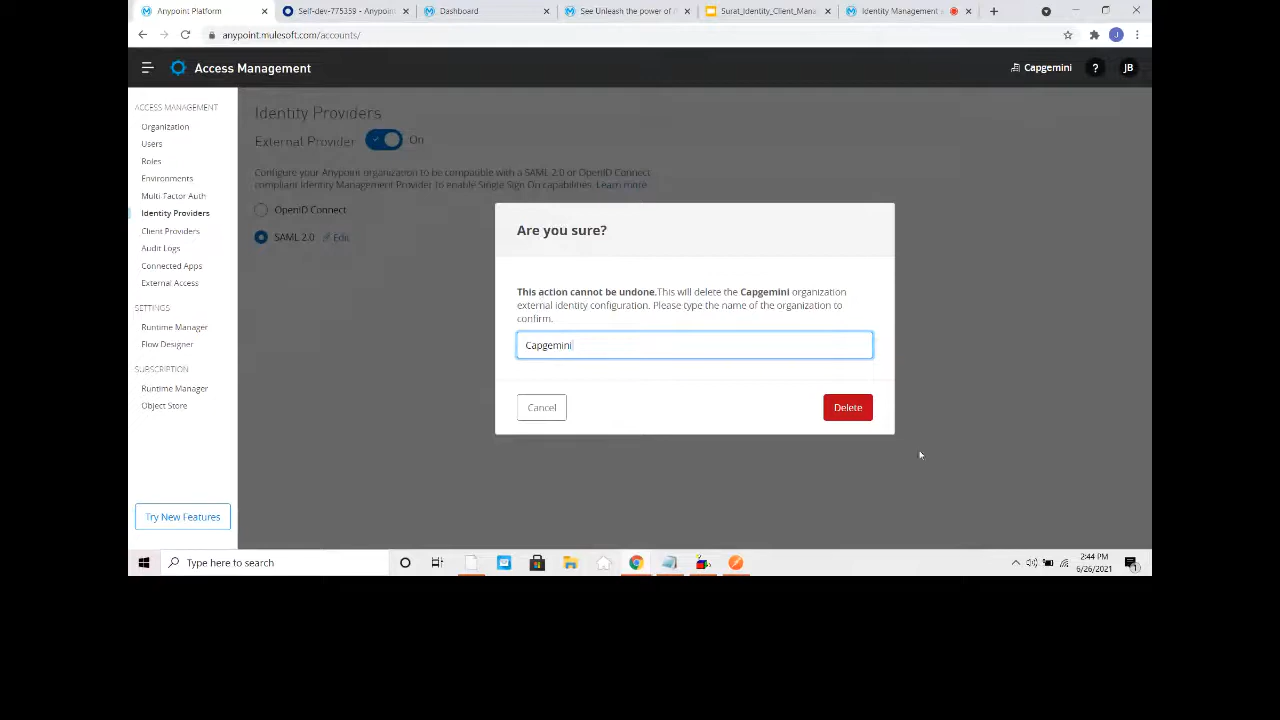 Anypoint Platform
Self-dev-775359 - Anypoin
Dashboard
See Unleash the power of
Surat_Identity_Client_Mana
Identity Management
anypoint.mulesoft.com/accounts/
J
Access Management
Capgemini
?
JB
ACCESS MANAGEMENT
Organization
Users
Roles
Environments
Multi Factor Auth
Identity Providers
Client Providers
Audit Logs
Connected Apps
External Access
SETTINGS
Runtime Manager
Flow Designer
SUBSCRIPTION
Runtime Manager
Object Store
Try New Features
Identity Providers
External Provider
On
Configure your Anypoint organization to be compatible with a SAML 2.0 or OpenID Connect
compliant Identity Management Provider to enable Single Sign On capabilities. Learn more
OpenID Connect
SAML 2.0
Edit
Are you sure?
This action cannot be undone.This will delete the Capgemini organization
external identity configuration. Please type the name of the organization to
confirm.
Capgemini
Cancel
Delete
Type here to search
2:44 PM
6/26/2021
1